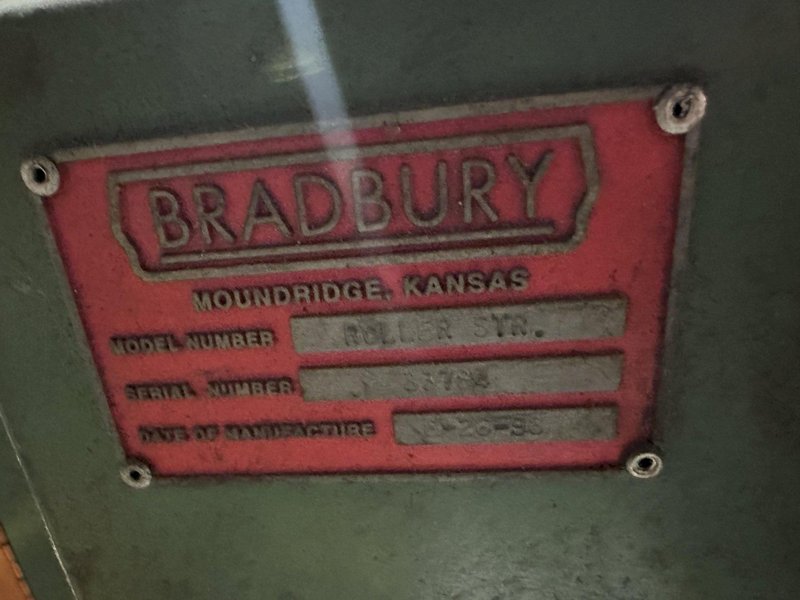 BRADBURY
MOUNDRIDGE, KANSAS
MODEL NUMBER ROLLER STR.
SERIAL NUMBER
DATE OF MANUFACTURE